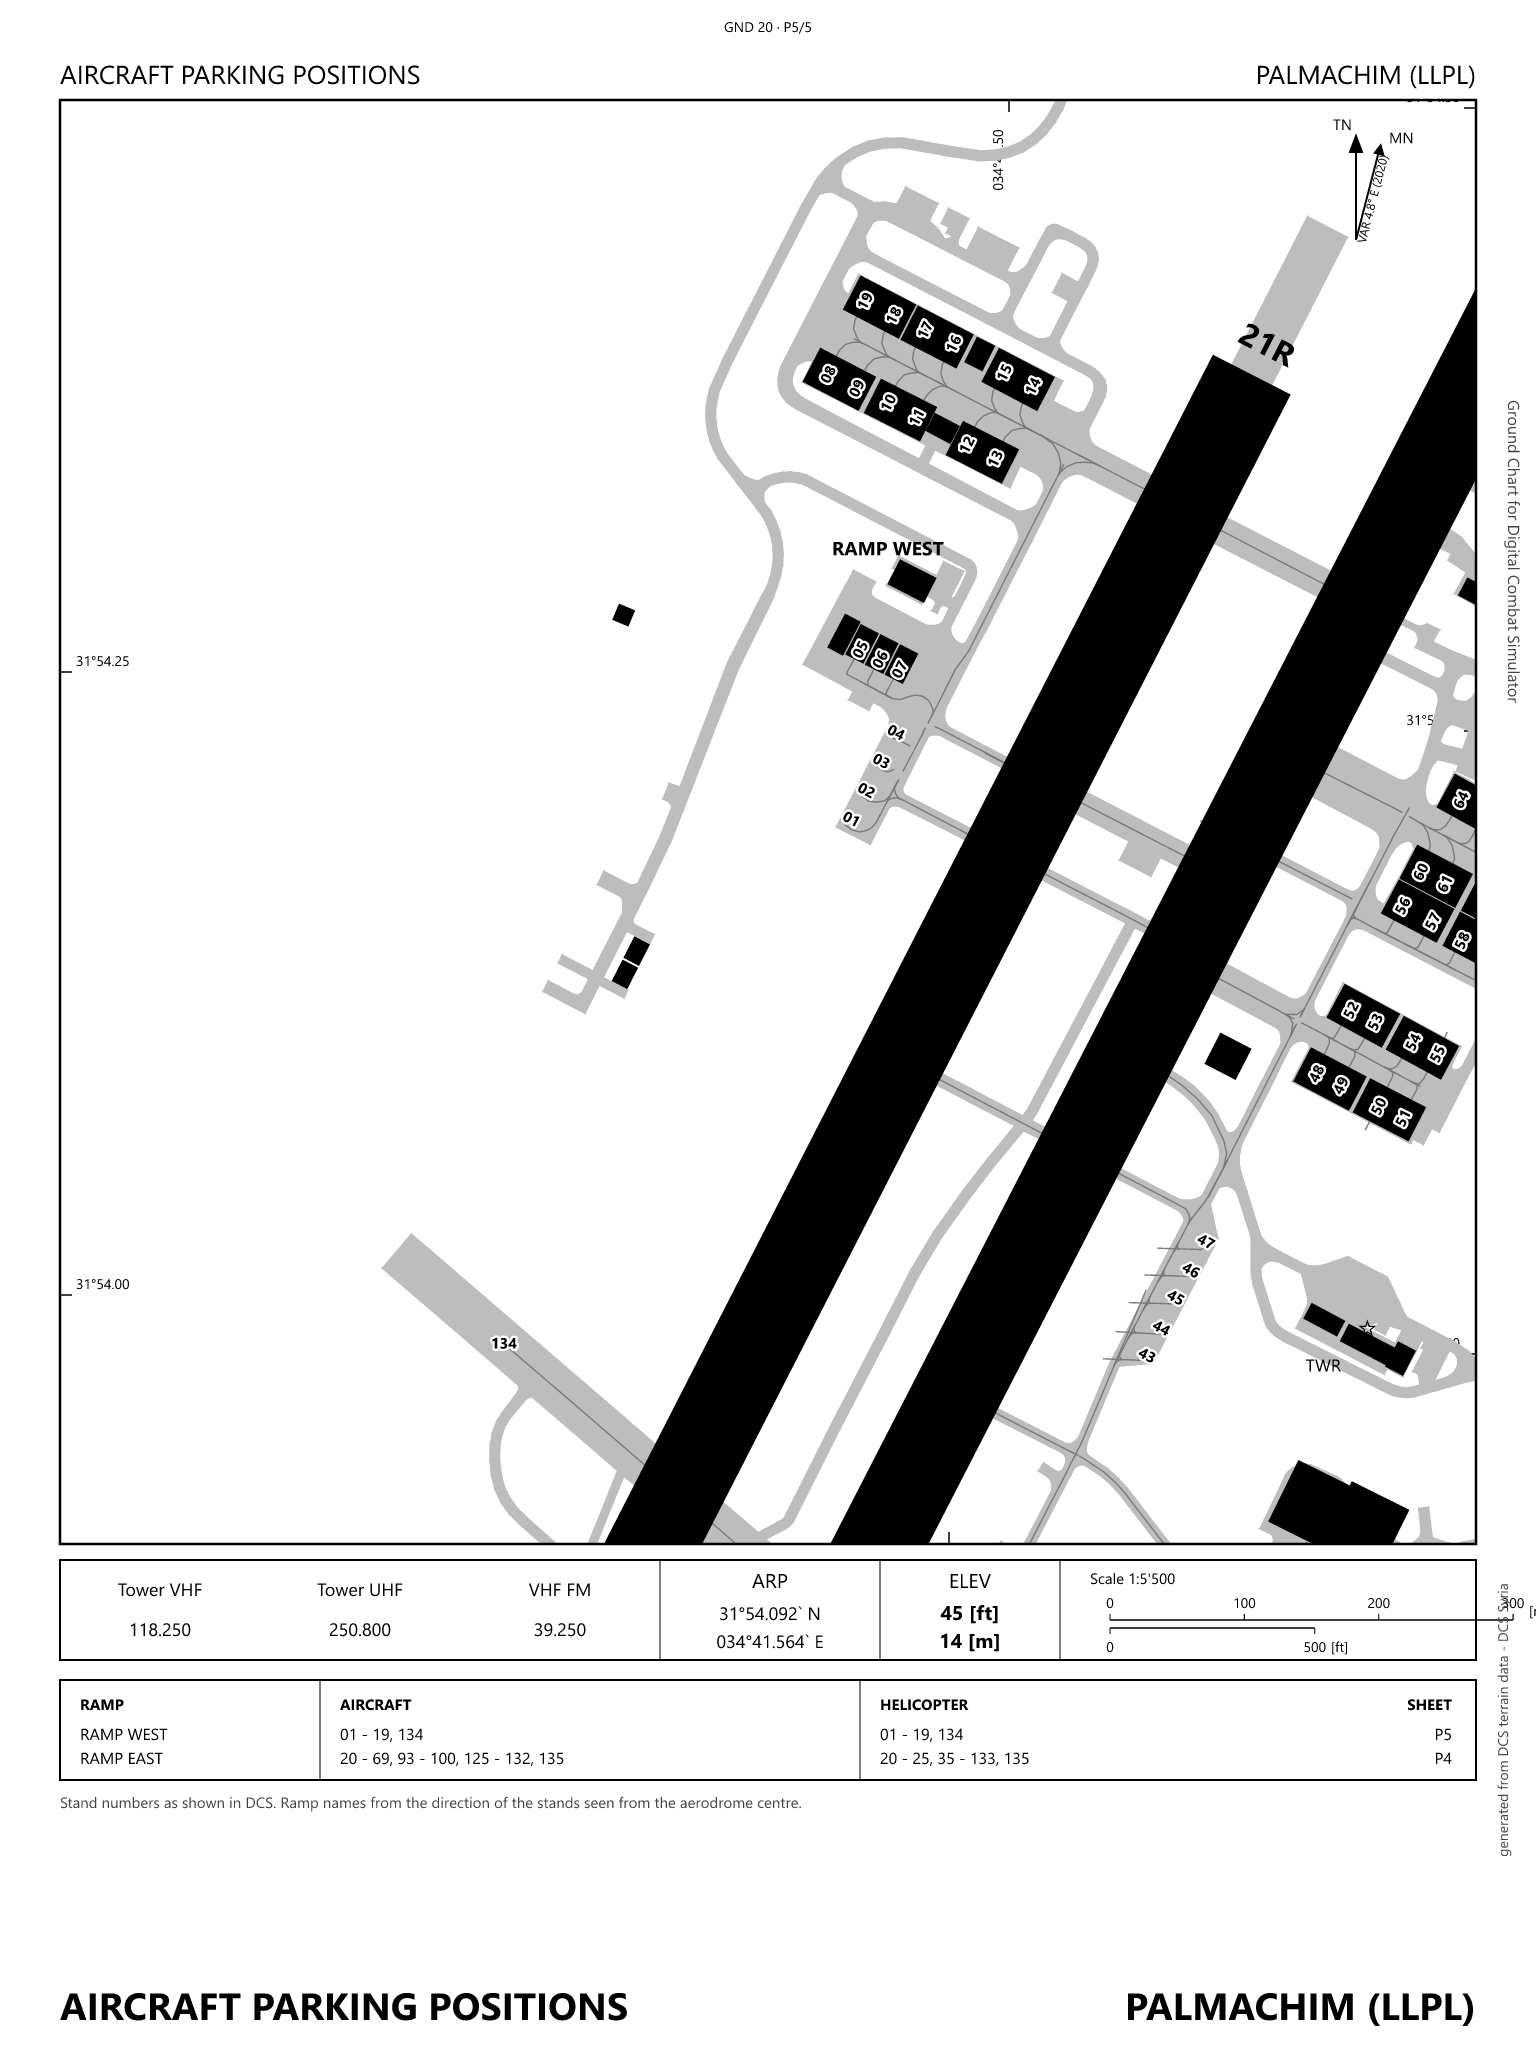 GND 20 · P5/5
AIRCRAFT PARKING POSITIONS
PALMACHIM (LLPL)
TN
MN
VAR 4.8° E (2020)
21R
19
18
17
16
15
14
08
09
10
11
12
13
RAMP WEST
05
06
07
04
03
02
01
31°54.25
64
60
61
56
57
58
52
53
54
55
48
49
50
51
47
46
45
44
43
31°54.00
134
TWR
Ground Chart for Digital Combat Simulator
Tower VHF
118.250
Tower UHF
250.800
VHF FM
39.250
ARP
31°54.092` N
034°41.564` E
ELEV
45 [ft]
14 [m]
Scale 1:5'500
0 100 200 300
0 500 [ft]
generated from DCS terrain data - DCS Syria
RAMP AIRCRAFT HELICOPTER SHEET
RAMP WEST 01 - 19, 134 01 - 19, 134 P5
RAMP EAST 20 - 69, 93 - 100, 125 - 132, 135 20 - 25, 35 - 133, 135 P4
Stand numbers as shown in DCS. Ramp names from the direction of the stands seen from the aerodrome centre.
AIRCRAFT PARKING POSITIONS
PALMACHIM (LLPL)